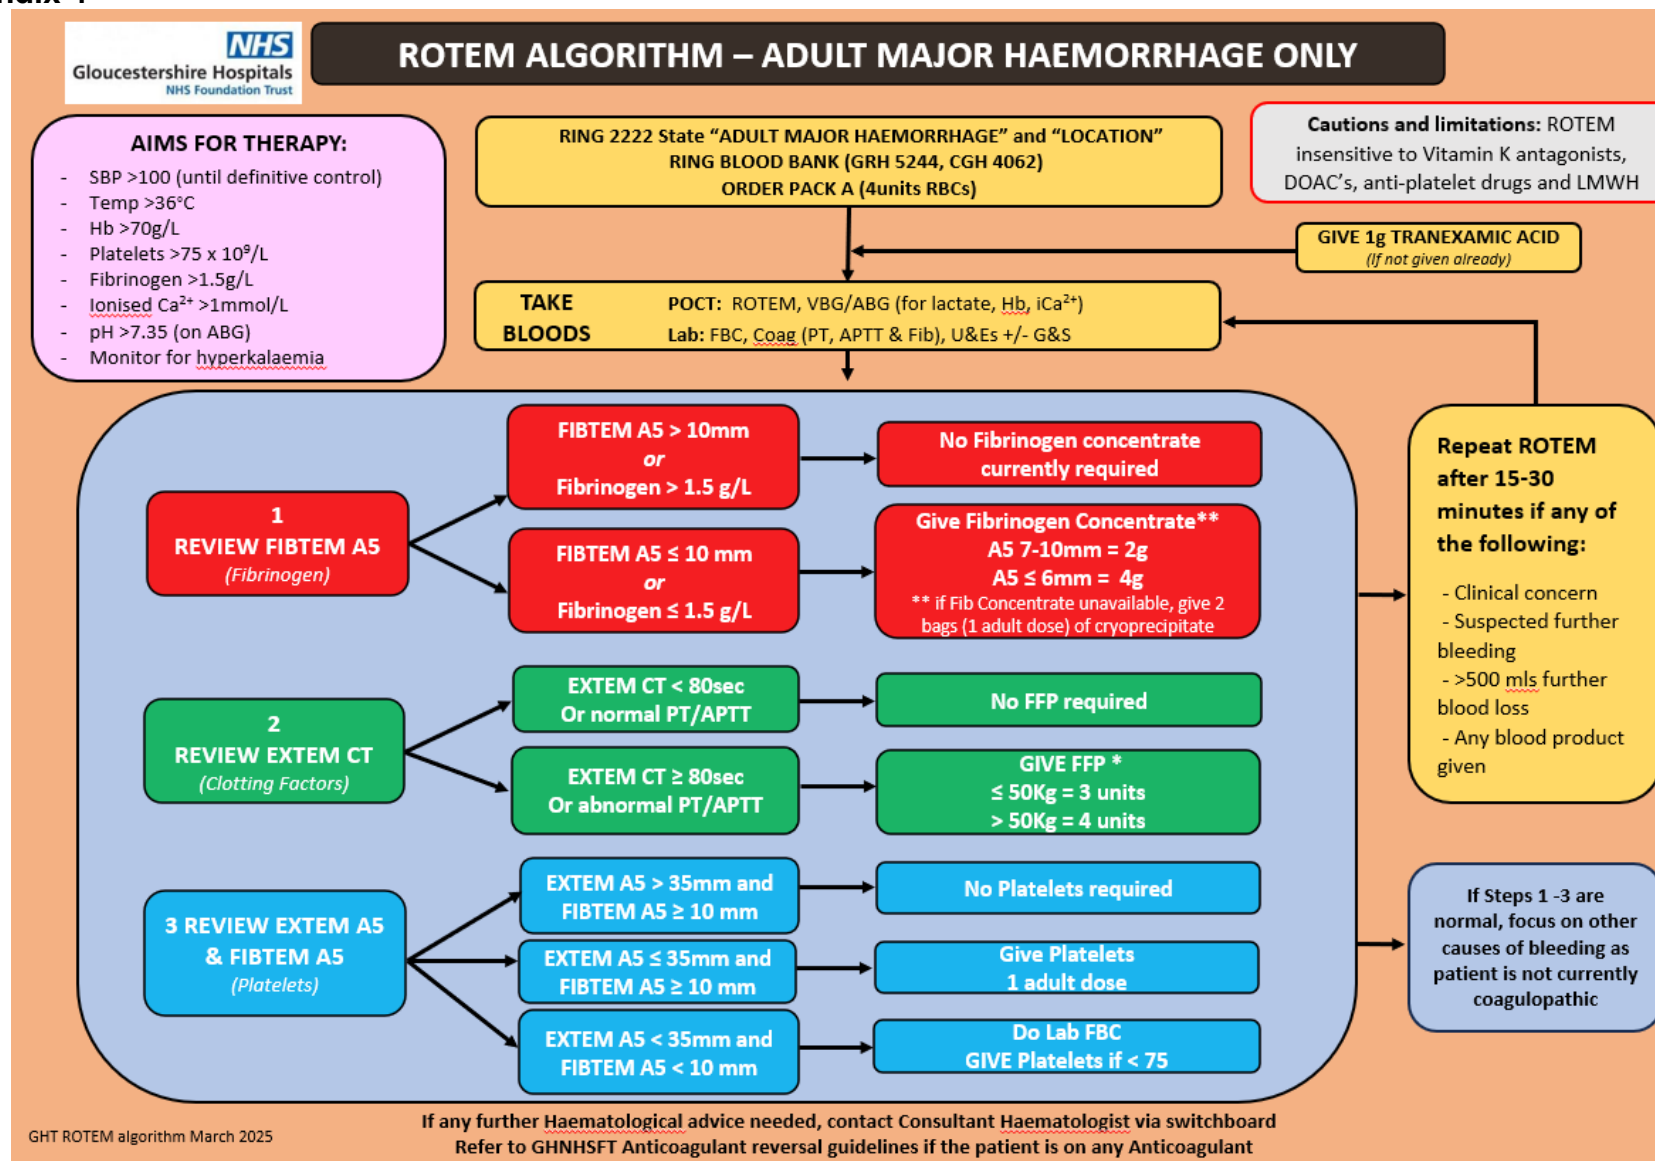 NHS
Gloucestershire Hospitals
NHS Foundation Trust
ROTEM ALGORITHM – ADULT MAJOR HAEMORRHAGE ONLY
AIMS FOR THERAPY:
- SBP >100 (until definitive control)
- Temp >36°C
- Hb >70g/L
- Platelets >75 x 10⁹/L
- Fibrinogen >1.5g/L
- Ionised Ca²⁺ >1mmol/L
- pH >7.35 (on ABG)
- Monitor for hyperkalaemia
RING 2222 State “ADULT MAJOR HAEMORRHAGE” and “LOCATION”
RING BLOOD BANK (GRH 5244, CGH 4062)
ORDER PACK A (4units RBCs)
Cautions and limitations: ROTEM
insensitive to Vitamin K antagonists,
DOAC’s, anti-platelet drugs and LMWH
GIVE 1g TRANEXAMIC ACID
(If not given already)
TAKE
BLOODS
POCT: ROTEM, VBG/ABG (for lactate, Hb, iCa²⁺)
Lab: FBC, Coag (PT, APTT & Fib), U&Es +/- G&S
1
REVIEW FIBTEM A5
(Fibrinogen)
FIBTEM A5 > 10mm
or
Fibrinogen > 1.5 g/L
No Fibrinogen concentrate
currently required
FIBTEM A5 ≤ 10 mm
or
Fibrinogen ≤ 1.5 g/L
Give Fibrinogen Concentrate**
A5 7-10mm = 2g
A5 ≤ 6mm = 4g
** if Fib Concentrate unavailable, give 2
bags (1 adult dose) of cryoprecipitate
2
REVIEW EXTEM CT
(Clotting Factors)
EXTEM CT < 80sec
Or normal PT/APTT
No FFP required
EXTEM CT ≥ 80sec
Or abnormal PT/APTT
GIVE FFP *
≤ 50Kg = 3 units
> 50Kg = 4 units
3 REVIEW EXTEM A5
& FIBTEM A5
(Platelets)
EXTEM A5 > 35mm and
FIBTEM A5 ≥ 10 mm
No Platelets required
EXTEM A5 ≤ 35mm and
FIBTEM A5 ≥ 10 mm
Give Platelets
1 adult dose
EXTEM A5 < 35mm and
FIBTEM A5 < 10 mm
Do Lab FBC
GIVE Platelets if < 75
Repeat ROTEM
after 15-30
minutes if any of
the following:
- Clinical concern
- Suspected further
bleeding
- >500 mls further
blood loss
- Any blood product
given
If Steps 1 -3 are
normal, focus on other
causes of bleeding as
patient is not currently
coagulopathic
If any further Haematological advice needed, contact Consultant Haematologist via switchboard
Refer to GHNHSFT Anticoagulant reversal guidelines if the patient is on any Anticoagulant
GHT ROTEM algorithm March 2025